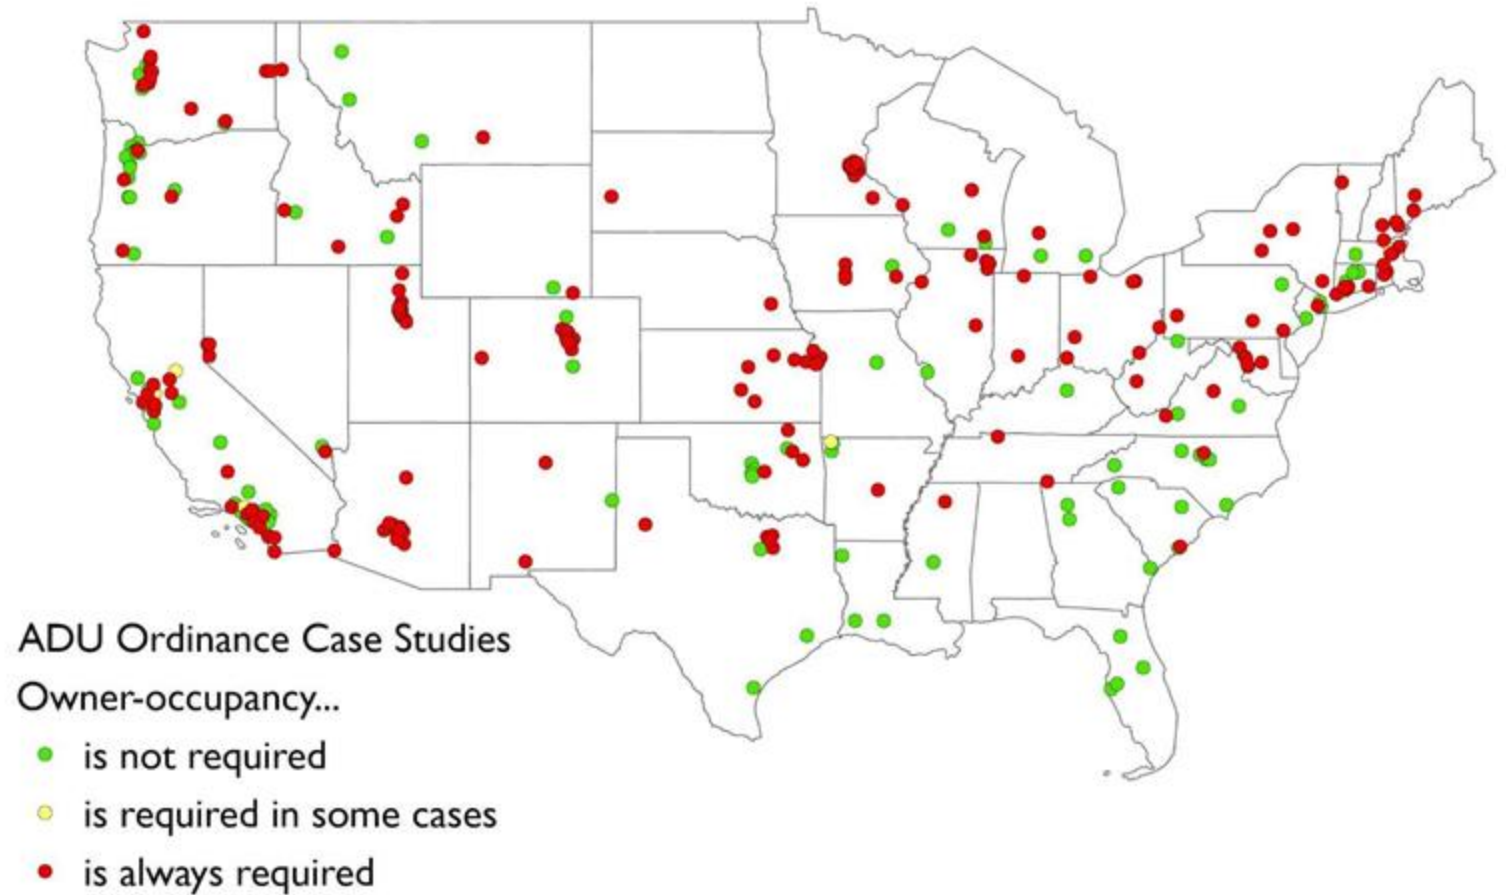 ADU Ordinance Case Studies
Owner-occupancy...
is not required
is required in some cases
is always required